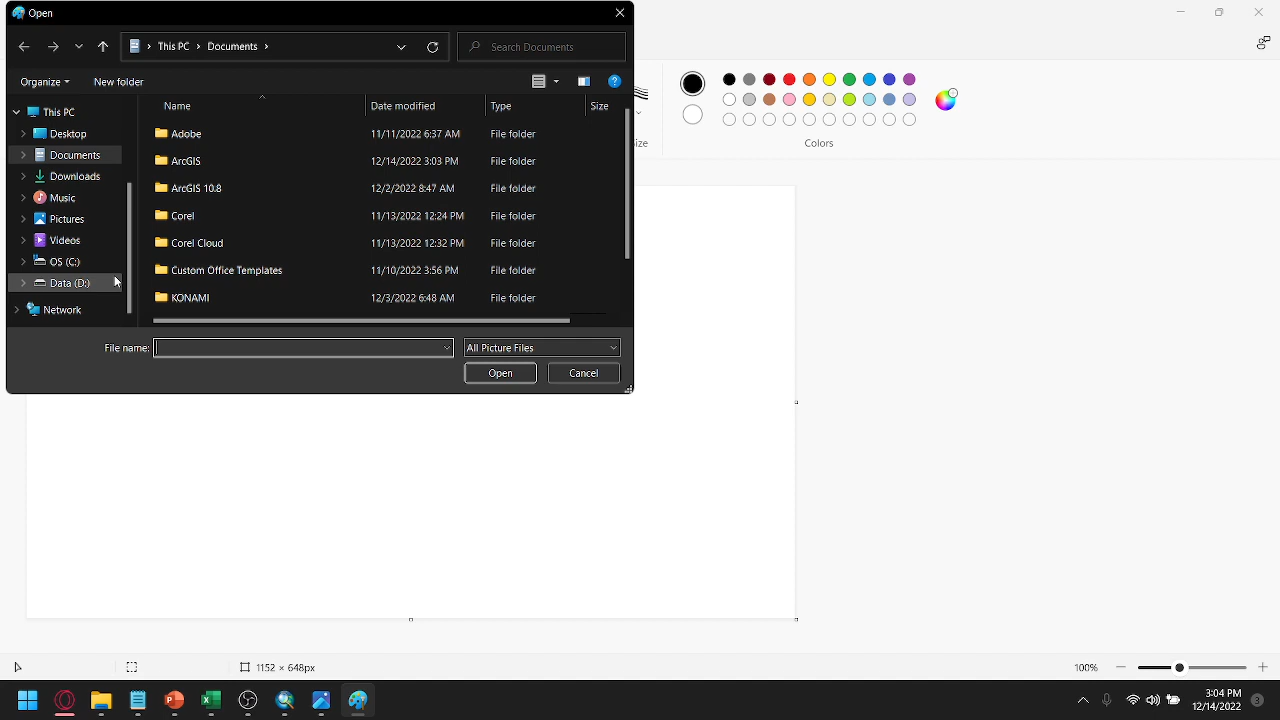 Open
This PC > Documents >
Search Documents
Organize
New folder
This PC
Desktop
Documents
Downloads
Music
Pictures
Videos
OS (C:)
Data (D:)
Network
Name Date modified Type Size
Adobe 11/11/2022 6:37 AM File folder
ArcGIS 12/14/2022 3:03 PM File folder
ArcGIS 10.8 12/2/2022 8:47 AM File folder
Corel 11/13/2022 12:24 PM File folder
Corel Cloud 11/13/2022 12:32 PM File folder
Custom Office Templates 11/10/2022 3:56 PM File folder
KONAMI 12/3/2022 6:48 AM File folder
File name:
All Picture Files
Open
Cancel
Colors
1152 × 648px
100%
3:04 PM
12/14/2022
3